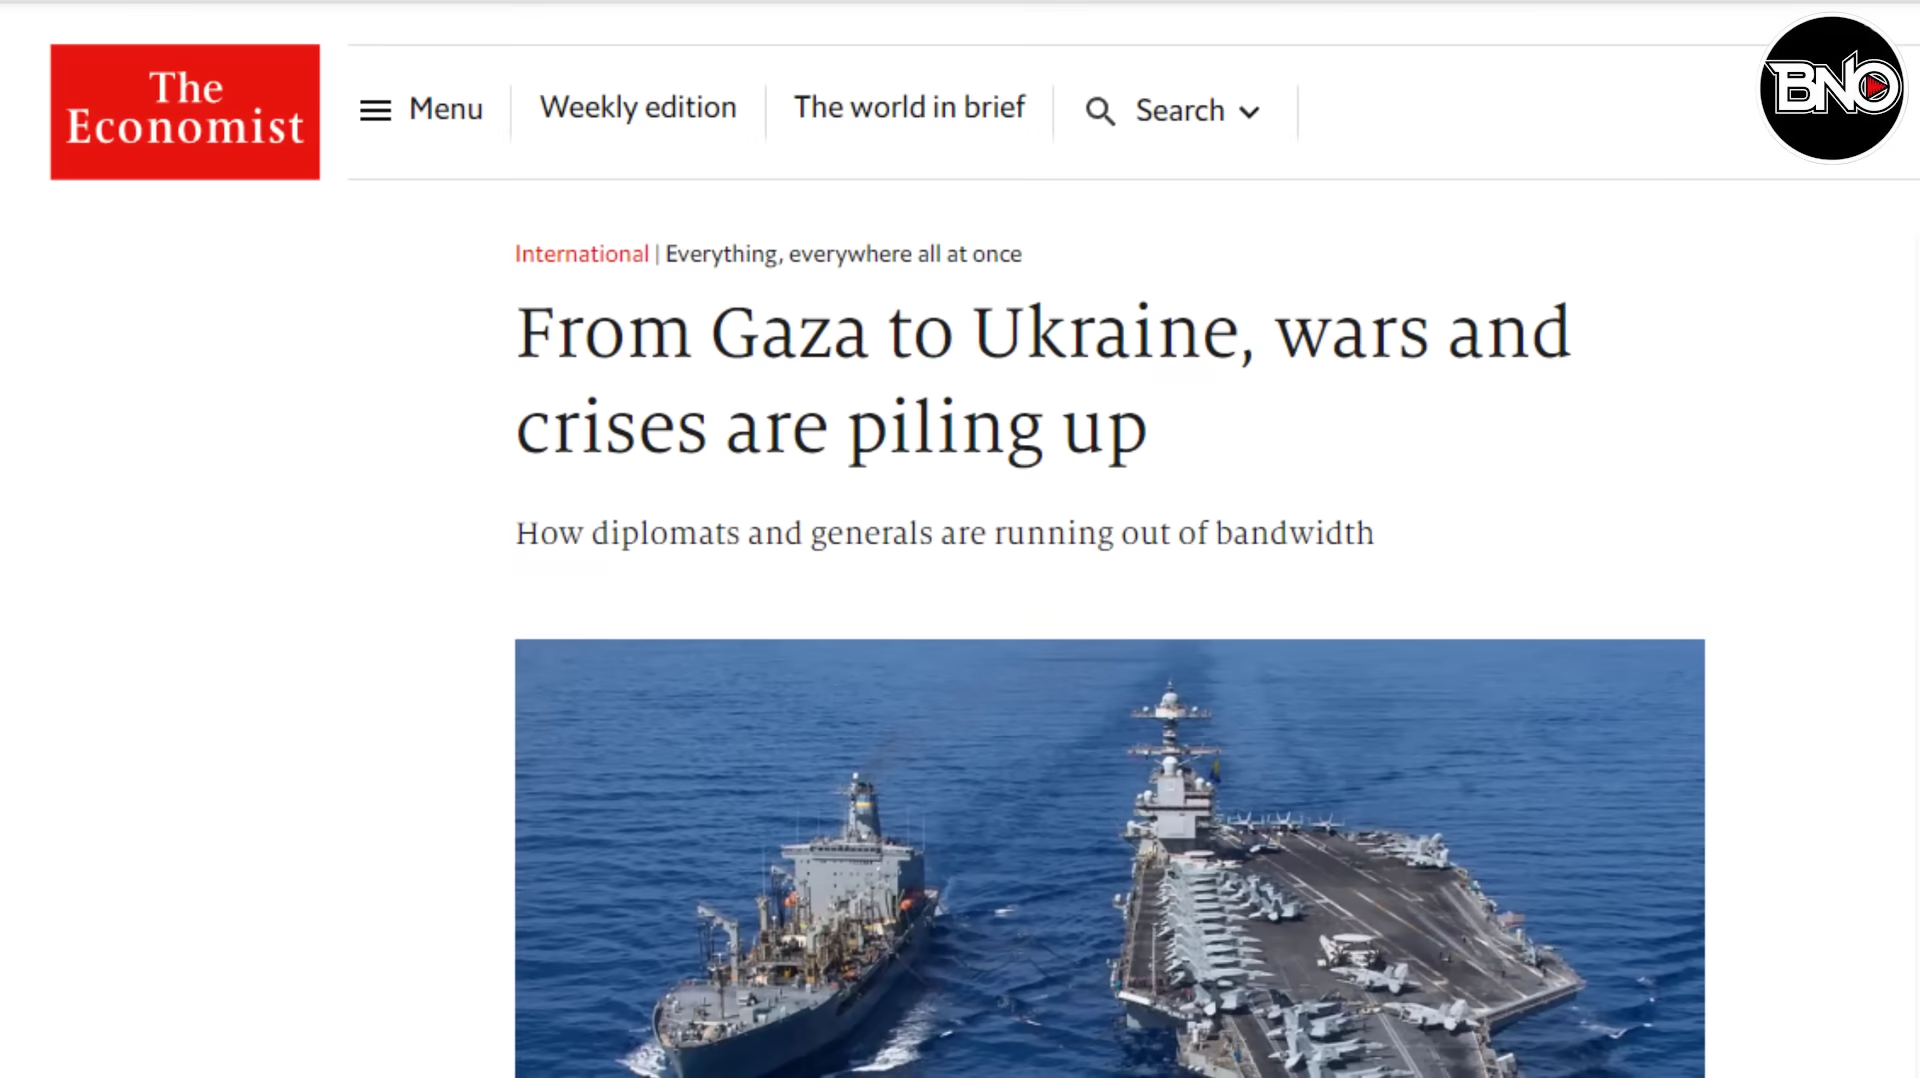 The
Economist
Menu
Weekly edition
The world in brief
Search
BNO
International | Everything, everywhere all at once
From Gaza to Ukraine, wars and
crises are piling up
How diplomats and generals are running out of bandwidth